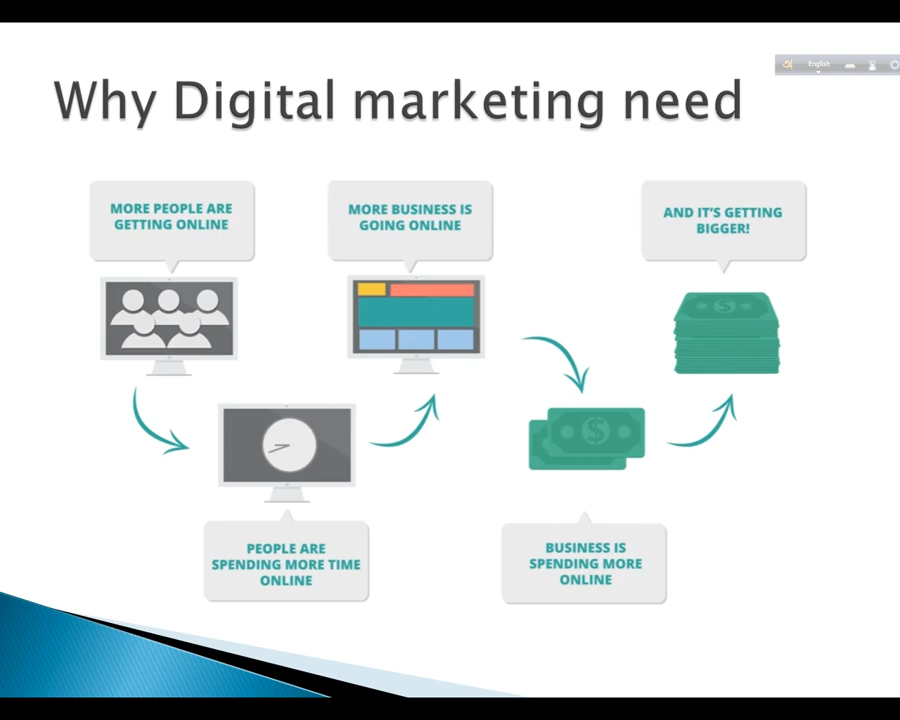 Why Digital marketing need
அ English
MORE PEOPLE ARE
GETTING ONLINE
MORE BUSINESS IS
GOING ONLINE
AND IT'S GETTING
BIGGER!
$
$
PEOPLE ARE
SPENDING MORE TIME
ONLINE
BUSINESS IS
SPENDING MORE
ONLINE